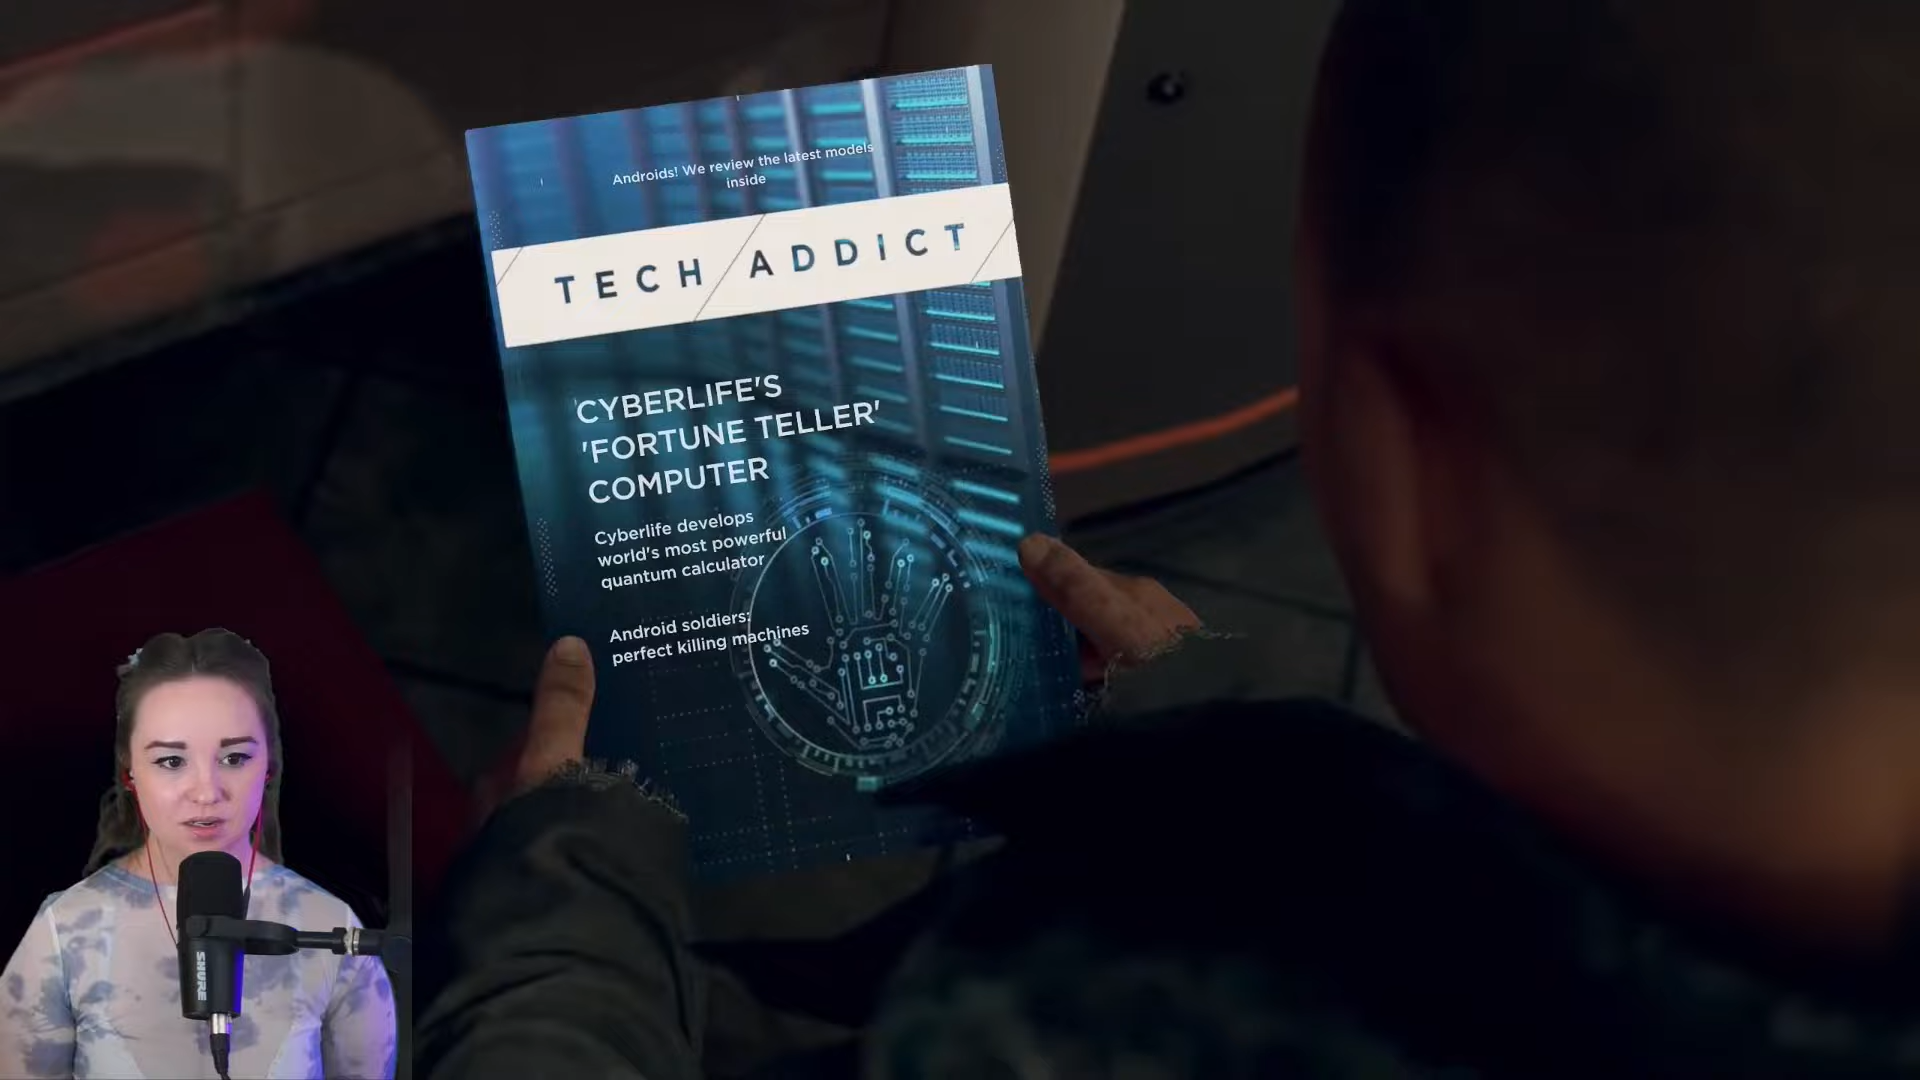 Androids! We review the latest models
inside
TECH ADDICT
CYBERLIFE'S
'FORTUNE TELLER'
COMPUTER
Cyberlife develops
world's most powerful
quantum calculator
Android soldiers:
perfect killing machines
SHURE